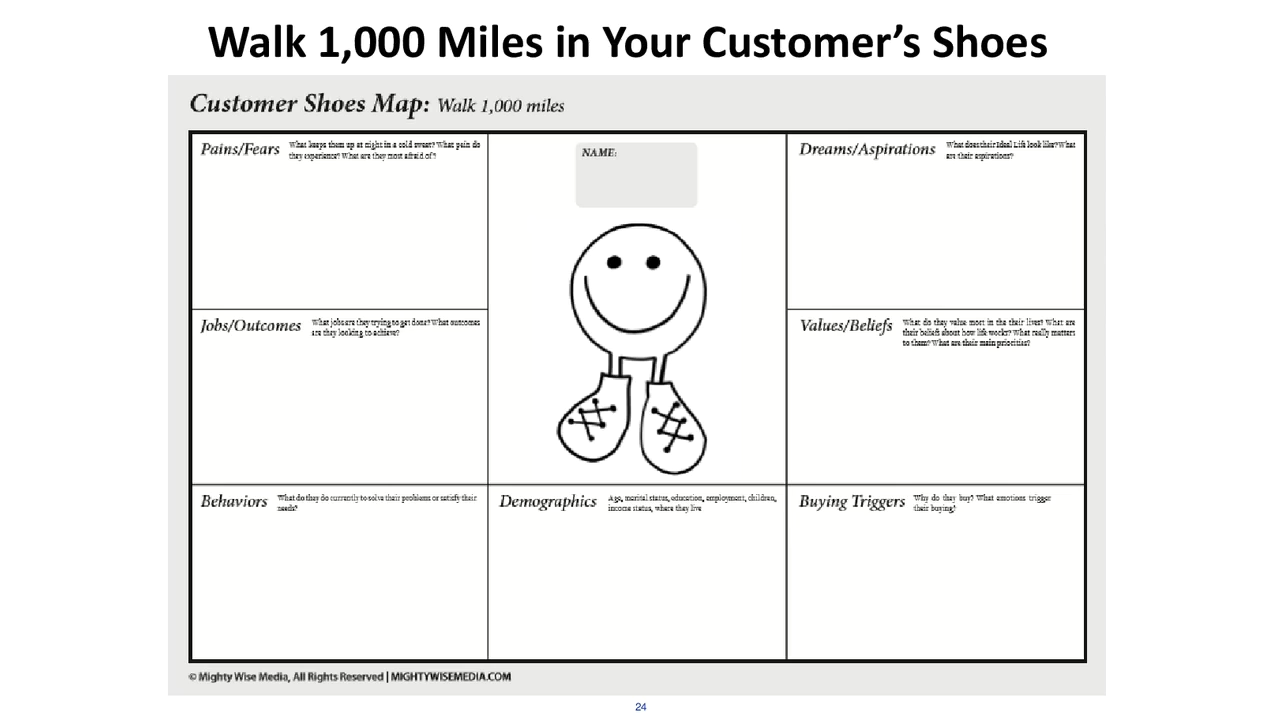 Walk 1,000 Miles in Your Customer’s Shoes
Customer Shoes Map: Walk 1,000 miles
Pains/Fears
What keeps them up at night in a cold sweat? What pain do
they experience? What are they most afraid of?
NAME:
Dreams/Aspirations
What does their Ideal Life look like? What
are their aspirations?
Jobs/Outcomes
What jobs are they trying to get done? What outcomes
are they looking to achieve?
Values/Beliefs
What do they value most in the their lives? What are
their beliefs about how life works? What really matters
to them? What are their main priorities?
Behaviors
What do they do currently to solve their problems or satisfy their
needs?
Demographics
Age, marital status, education, employment, children,
income status, where they live
Buying Triggers
Why do they buy? What emotions trigger
their buying?
© Mighty Wise Media, All Rights Reserved | MIGHTYWISEMEDIA.COM
24